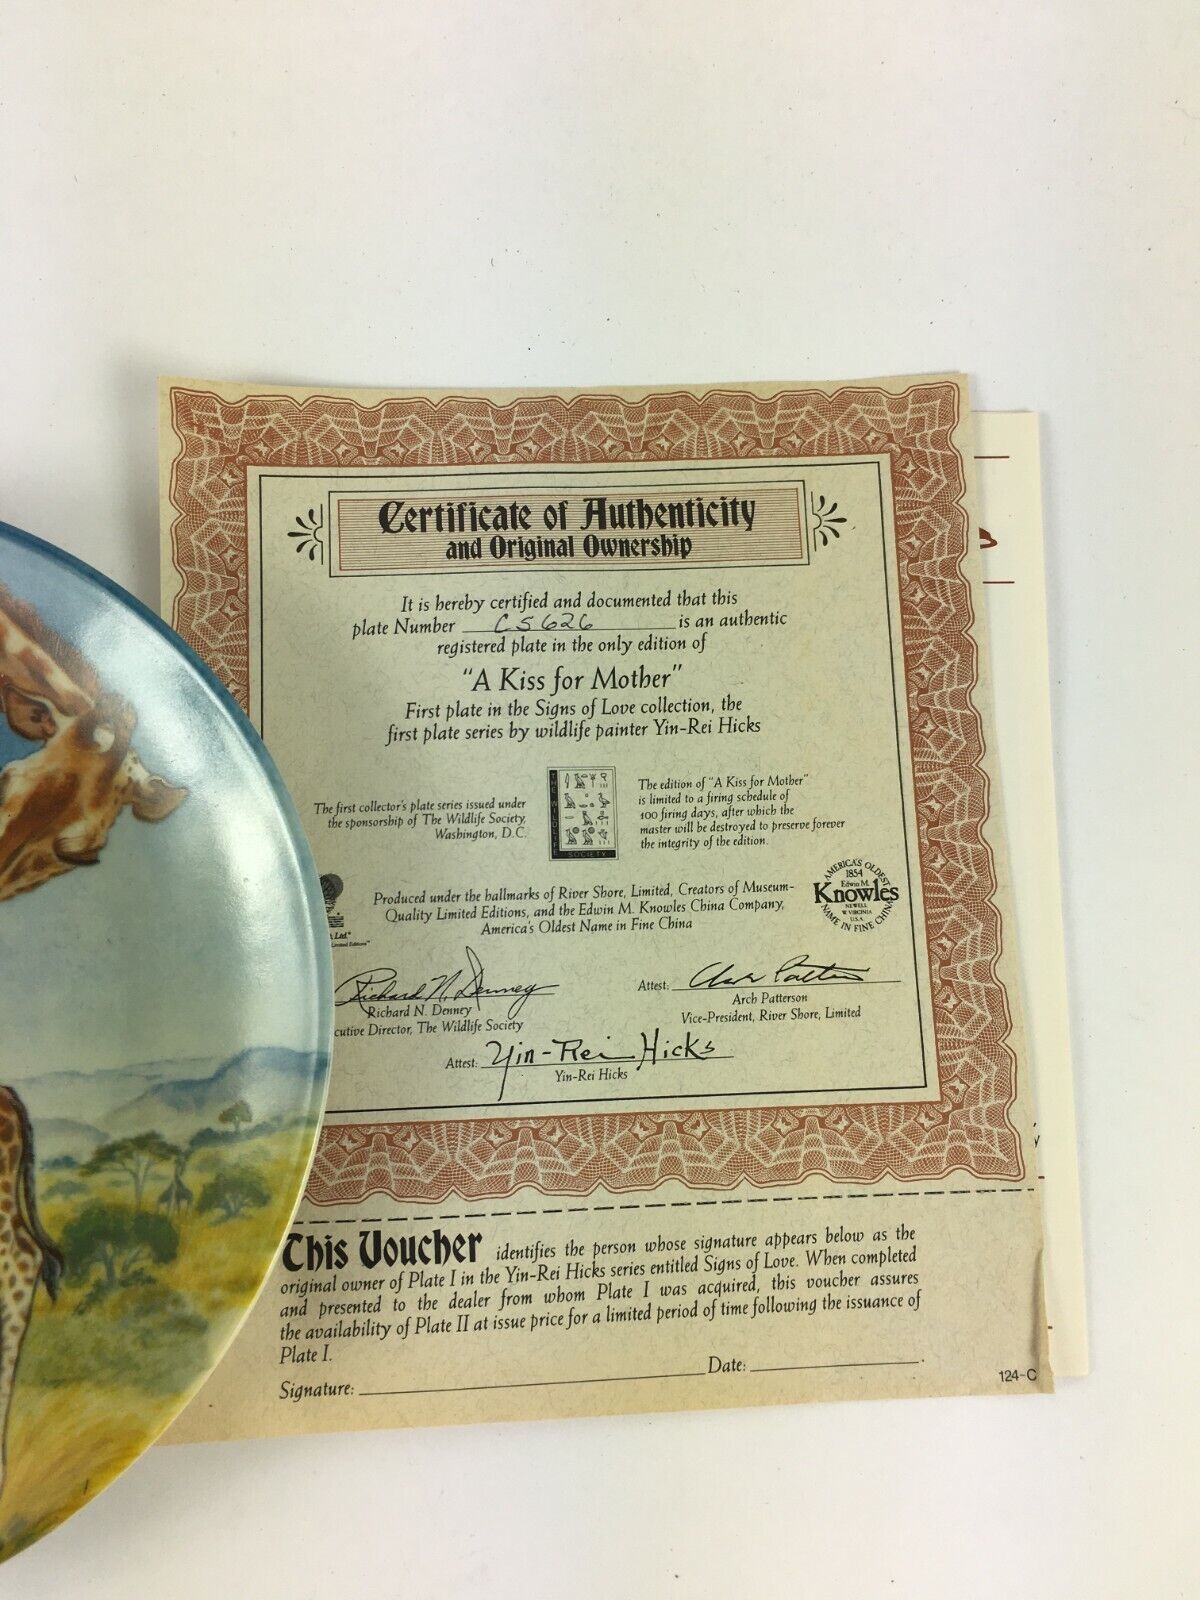 Certificate of Authenticity
and Original Ownership
It is hereby certified and documented that this
plate Number C5626 is an authentic
registered plate in the only edition of
"A Kiss for Mother"
First plate in the Signs of Love collection, the
first plate series by wildlife painter Yin-Rei Hicks
The first collector's plate series issued under
the sponsorship of The Wildlife Society,
Washington, D.C.
THE WILDLIFE
SOCIETY
The edition of "A Kiss for Mother"
is limited to a firing schedule of
100 firing days, after which the
master will be destroyed to preserve forever
the integrity of the edition.
Ltd.
Limited Editions™
Produced under the hallmarks of River Shore, Limited, Creators of Museum-
Quality Limited Editions, and the Edwin M. Knowles China Company,
America's Oldest Name in Fine China
AMERICA'S OLDEST
1854
Edwin M.
Knowles
NEWELL
W. VIRGINIA
U.S.A.
NAME IN FINE CHINA
Richard N. Denney
Richard N. Denney
cutive Director, The Wildlife Society
Attest: Arch Patterson
Arch Patterson
Vice-President, River Shore, Limited
Attest: Yin-Rei Hicks
Yin-Rei Hicks
This Voucher identifies the person whose signature appears below as the
original owner of Plate I in the Yin-Rei Hicks series entitled Signs of Love. When completed
and presented to the dealer from whom Plate I was acquired, this voucher assures
the availability of Plate II at issue price for a limited period of time following the issuance of
Plate I.
Signature: Date: .
124-C